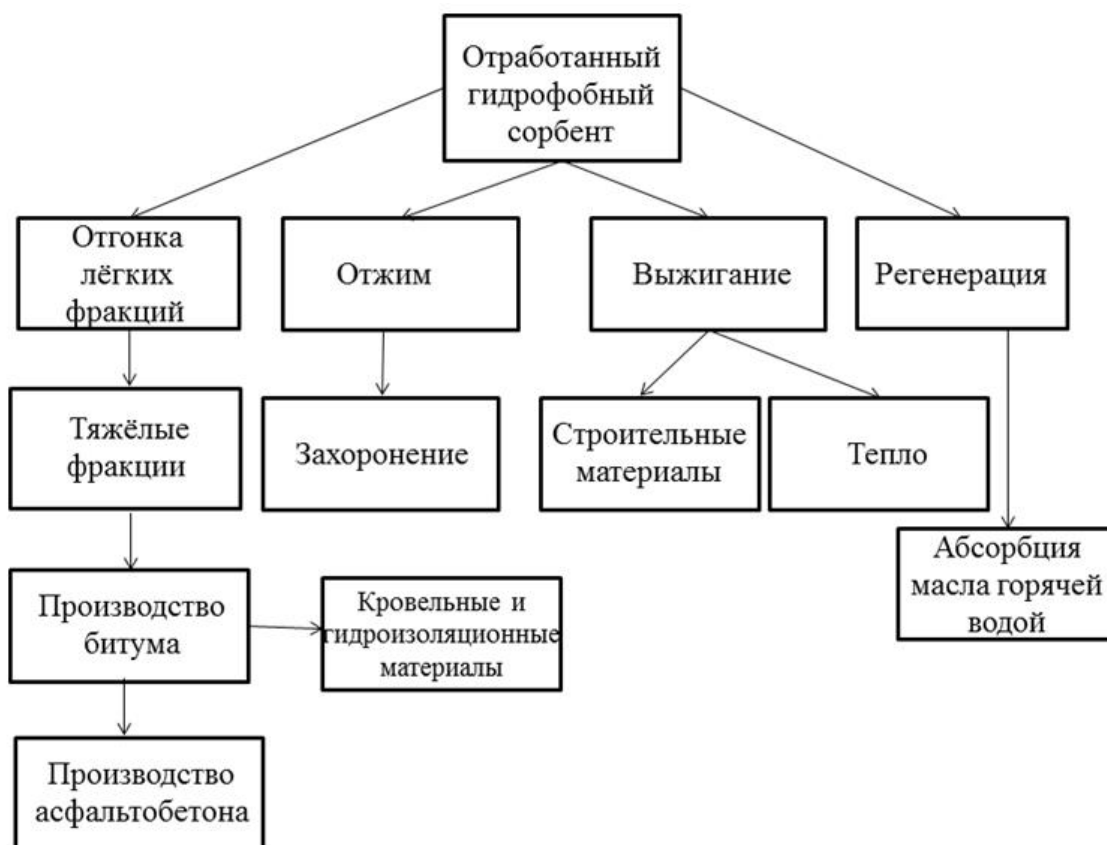 Отработанный
гидрофобный
сорбент
Отгонка
лёгких
фракций
Отжим
Выжигание
Регенерация
Тяжёлые
фракции
Захоронение
Строительные
материалы
Тепло
Абсорбция
масла горячей
водой
Производство
битума
Кровельные и
гидроизоляционные
материалы
Производство
асфальтобетона